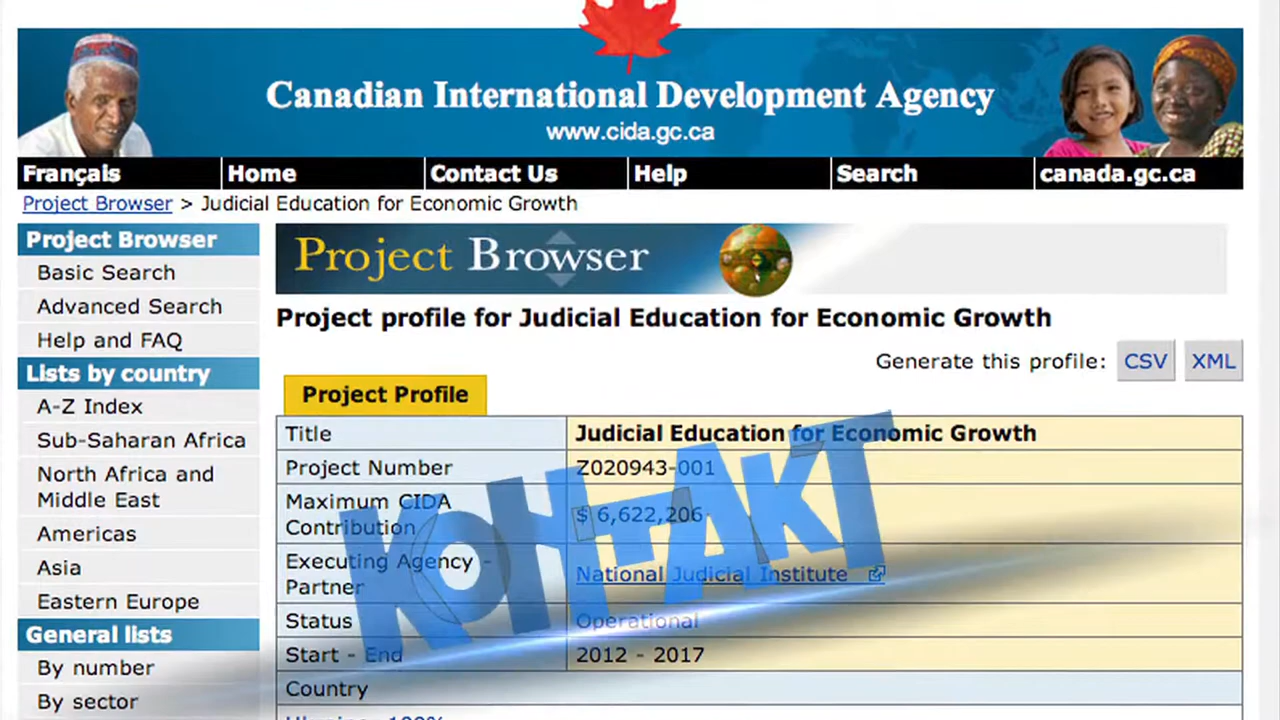 Canadian International Development Agency
www.cida.gc.ca
Français Home Contact Us Help Search canada.gc.ca
Project Browser > Judicial Education for Economic Growth
Project Browser
Basic Search
Advanced Search
Help and FAQ
Lists by country
A-Z Index
Sub-Saharan Africa
North Africa and
Middle East
Americas
Asia
Eastern Europe
General lists
By number
By sector
Project Browser
Project profile for Judicial Education for Economic Growth
Generate this profile: CSV XML
Project Profile
Title Judicial Education for Economic Growth
Project Number Z020943-001
Maximum CIDA
Contribution $ 6,622,206
Executing Agency –
Partner National Judicial Institute
Status Operational
Start - End 2012 - 2017
Country
Ukraine: 100%
КОНТАКТ